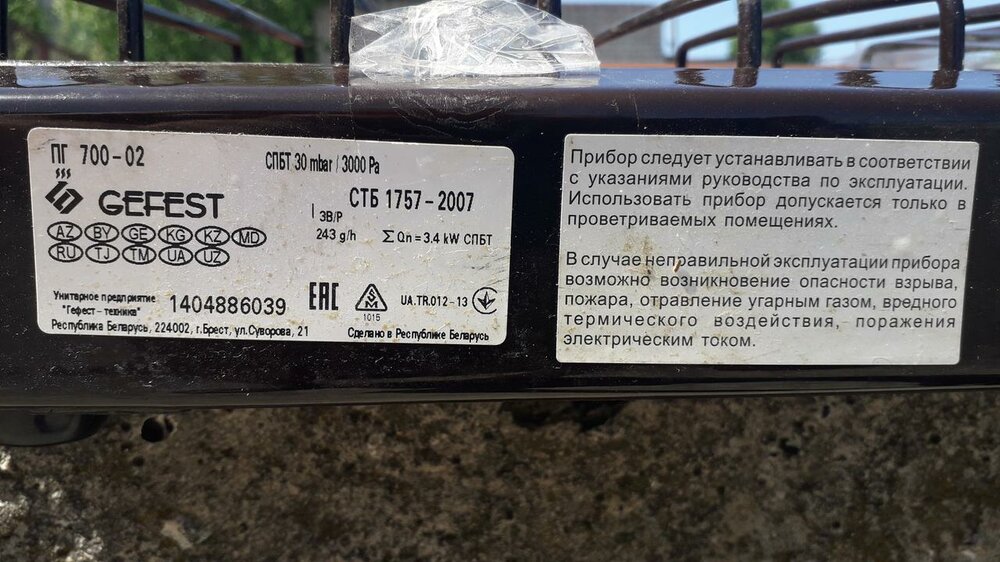 ПГ 700-02
СПБТ 30 mbar / 3000 Pa
GEFEST
СТБ 1757-2007
I 3B/P
243 g/h Σ Qn = 3.4 kW СПБТ
AZ BY GE KG KZ MD
RU TJ TM UA UZ
Унитарное предприятие
"Гефест-техника"
1404886039
EAC
1015
UA.TR.012-13
Республика Беларусь, 224002, г.Брест, ул.Суворова, 21
Сделано в Республике Беларусь
Прибор следует устанавливать в соответствии
с указаниями руководства по эксплуатации.
Использовать прибор допускается только в
проветриваемых помещениях.
В случае неправильной эксплуатации прибора
возможно возникновение опасности взрыва,
пожара, отравление угарным газом, вредного
термического воздействия, поражения
электрическим током.